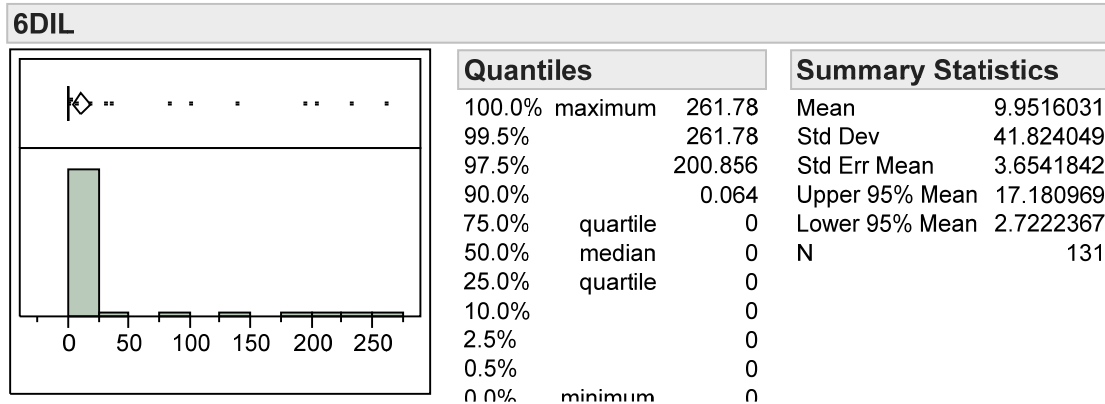 6DIL
0 50 100 150 200 250
Quantiles
100.0% maximum 261.78
99.5% 261.78
97.5% 200.856
90.0% 0.064
75.0% quartile 0
50.0% median 0
25.0% quartile 0
10.0% 0
2.5% 0
0.5% 0
0.0% minimum 0
Summary Statistics
Mean 9.9516031
Std Dev 41.824049
Std Err Mean 3.6541842
Upper 95% Mean 17.180969
Lower 95% Mean 2.7222367
N 131